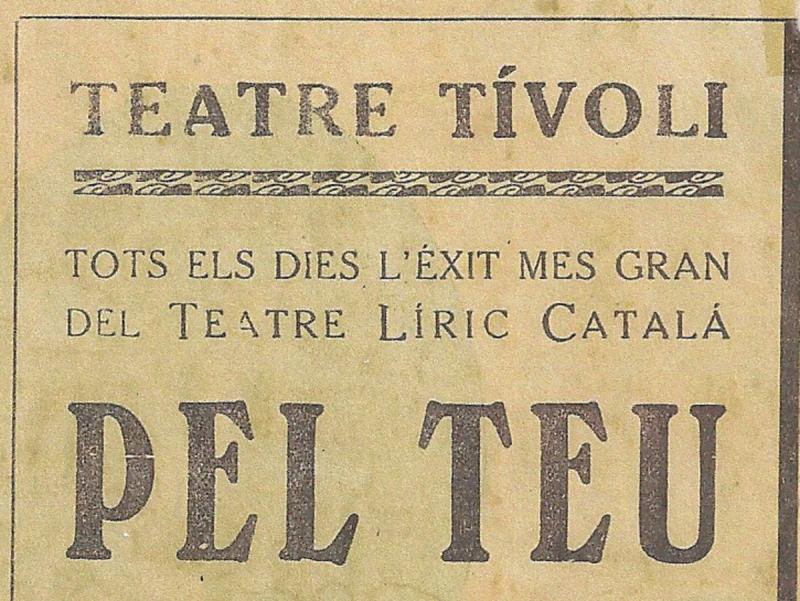 TEATRE TÍVOLI
TOTS ELS DIES L'ÉXIT MES GRAN
DEL TEATRE LÍRIC CATALÁ
PEL TEU